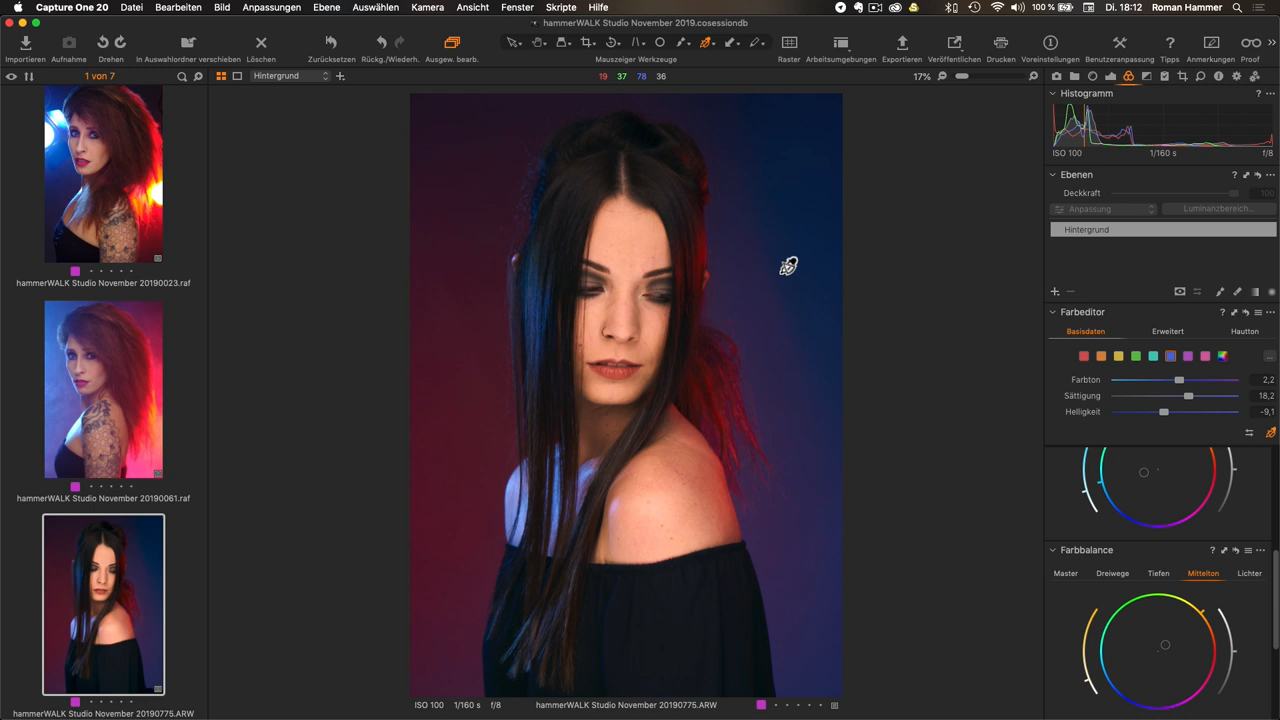 Capture One 20 Datei Bearbeiten Bild Anpassungen Ebene Auswählen Kamera Ansicht Fenster Skripte Hilfe 100 % Di. 18:12 Roman Hammer
hammerWALK Studio November 2019.cosessiondb
Importieren Aufnahme Drehen In Auswahlordner verschieben Löschen Zurücksetzen Rückg./Wiederh. Ausgew. bearb. Mauszeiger Werkzeuge Raster Arbeitsumgebungen Exportieren Veröffentlichen Drucken Voreinstellungen Benutzeranpassung Tipps Anmerkungen Proof
1 von 7 Hintergrund 19 37 78 36 17%
Histogramm
ISO 100 1/160 s f/8
Ebenen
Deckkraft 100
Anpassung Luminanzbereich...
Hintergrund
Farbeditor
Basisdaten Erweitert Hautton
Farbton 2,2
Sättigung 18,2
Helligkeit -9,1
Farbbalance
Master Dreiwege Tiefen Mittelton Lichter
hammerWALK Studio November 20190023.raf
hammerWALK Studio November 20190061.raf
hammerWALK Studio November 20190775.ARW
ISO 100 1/160 s f/8 hammerWALK Studio November 20190775.ARW